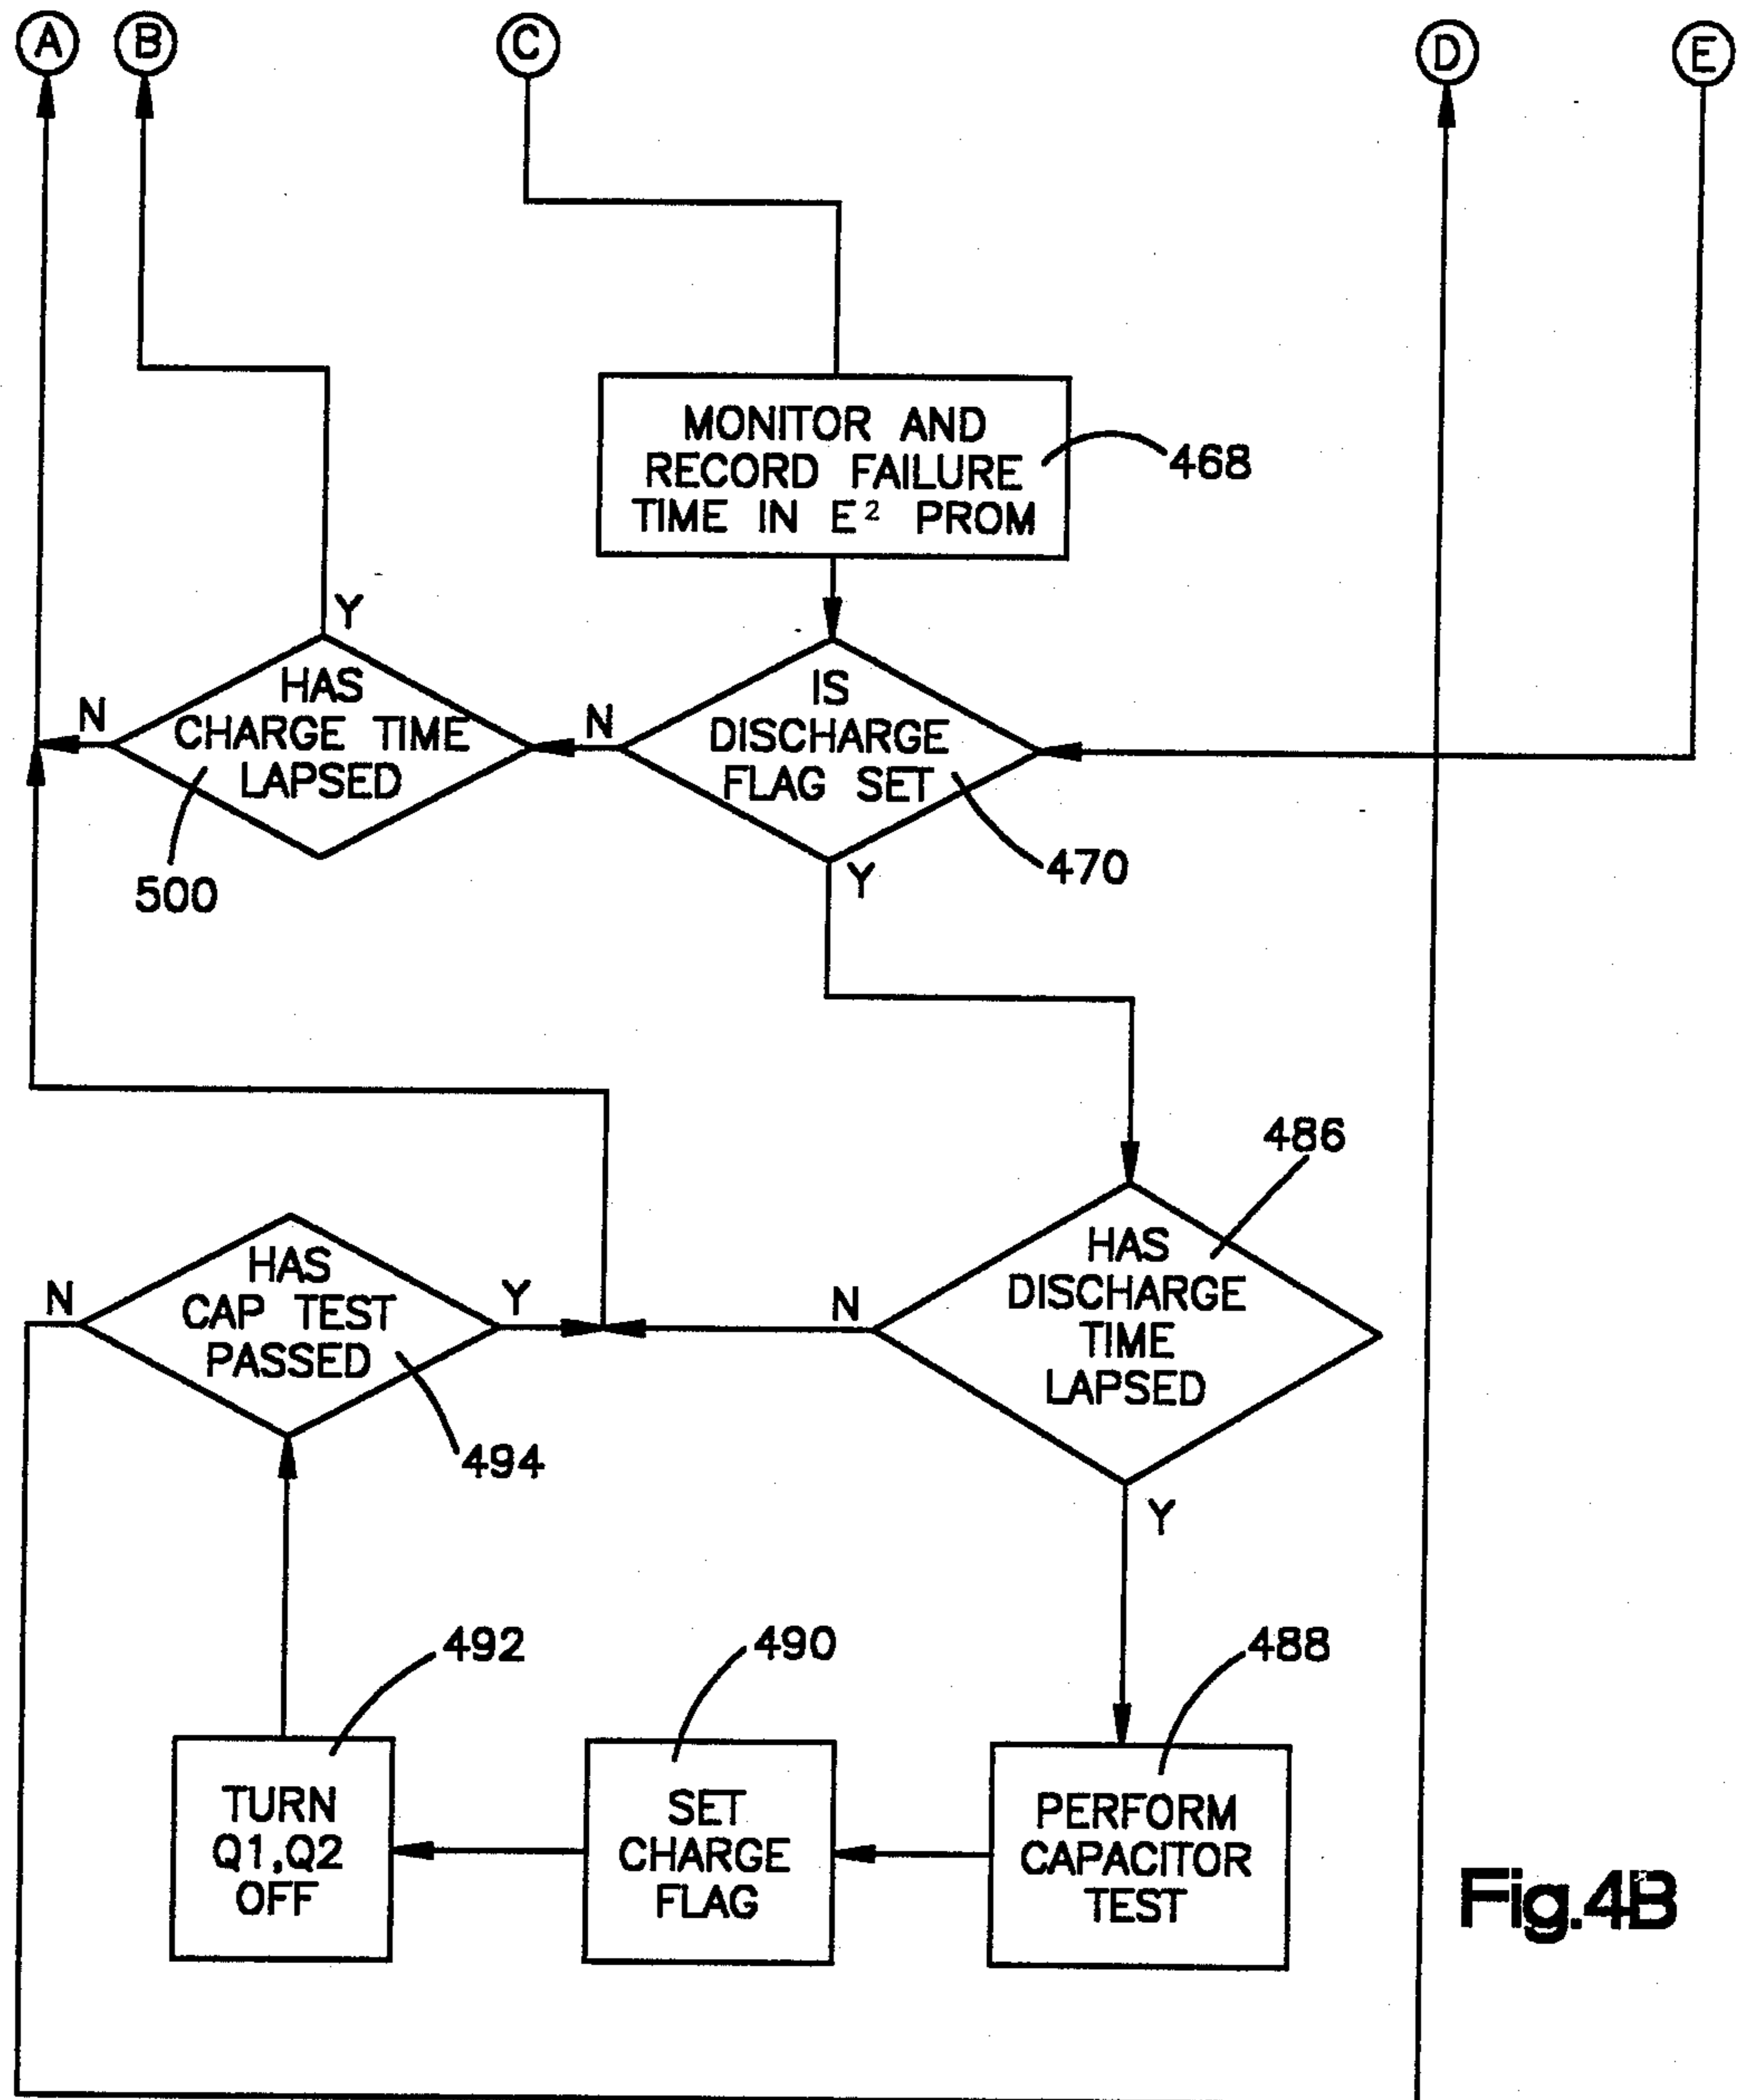 A
B
C
D
E
MONITOR AND
RECORD FAILURE
TIME IN E² PROM
468
Y
HAS
CHARGE TIME
LAPSED
N
500
N
IS
DISCHARGE
FLAG SET
470
Y
486
HAS
DISCHARGE
TIME
LAPSED
N
Y
HAS
CAP TEST
PASSED
N
Y
494
492
490
488
TURN
Q1,Q2
OFF
SET
CHARGE
FLAG
PERFORM
CAPACITOR
TEST
Fig.4B